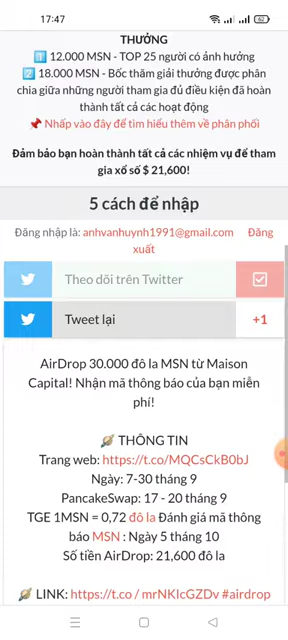 17:47
62
THƯỞNG
1 12.000 MSN - TOP 25 người có ảnh hưởng
2 18.000 MSN - Bốc thăm giải thưởng được phân
chia giữa những người tham gia đủ điều kiện đã hoàn
thành tất cả các hoạt động
📌 Nhấp vào đây để tìm hiểu thêm về phân phối
Đảm bảo bạn hoàn thành tất cả các nhiệm vụ để tham
gia xổ số $ 21,600!
5 cách để nhập
Đăng nhập là: anhvanhuynh1991@gmail.com Đăng
xuất
Theo dõi trên Twitter
Tweet lại +1
AirDrop 30.000 đô la MSN từ Maison
Capital! Nhận mã thông báo của bạn miễn
phí!
🪐 THÔNG TIN
Trang web: https://t.co/MQCsCkB0bJ
Ngày: 7-30 tháng 9
PancakeSwap: 17 - 20 tháng 9
TGE 1MSN = 0,72 đô la Đánh giá mã thông
báo MSN : Ngày 5 tháng 10
Số tiền AirDrop: 21,600 đô la
🪐 LINK: https://t.co / mrNKIcGZDv #airdrop